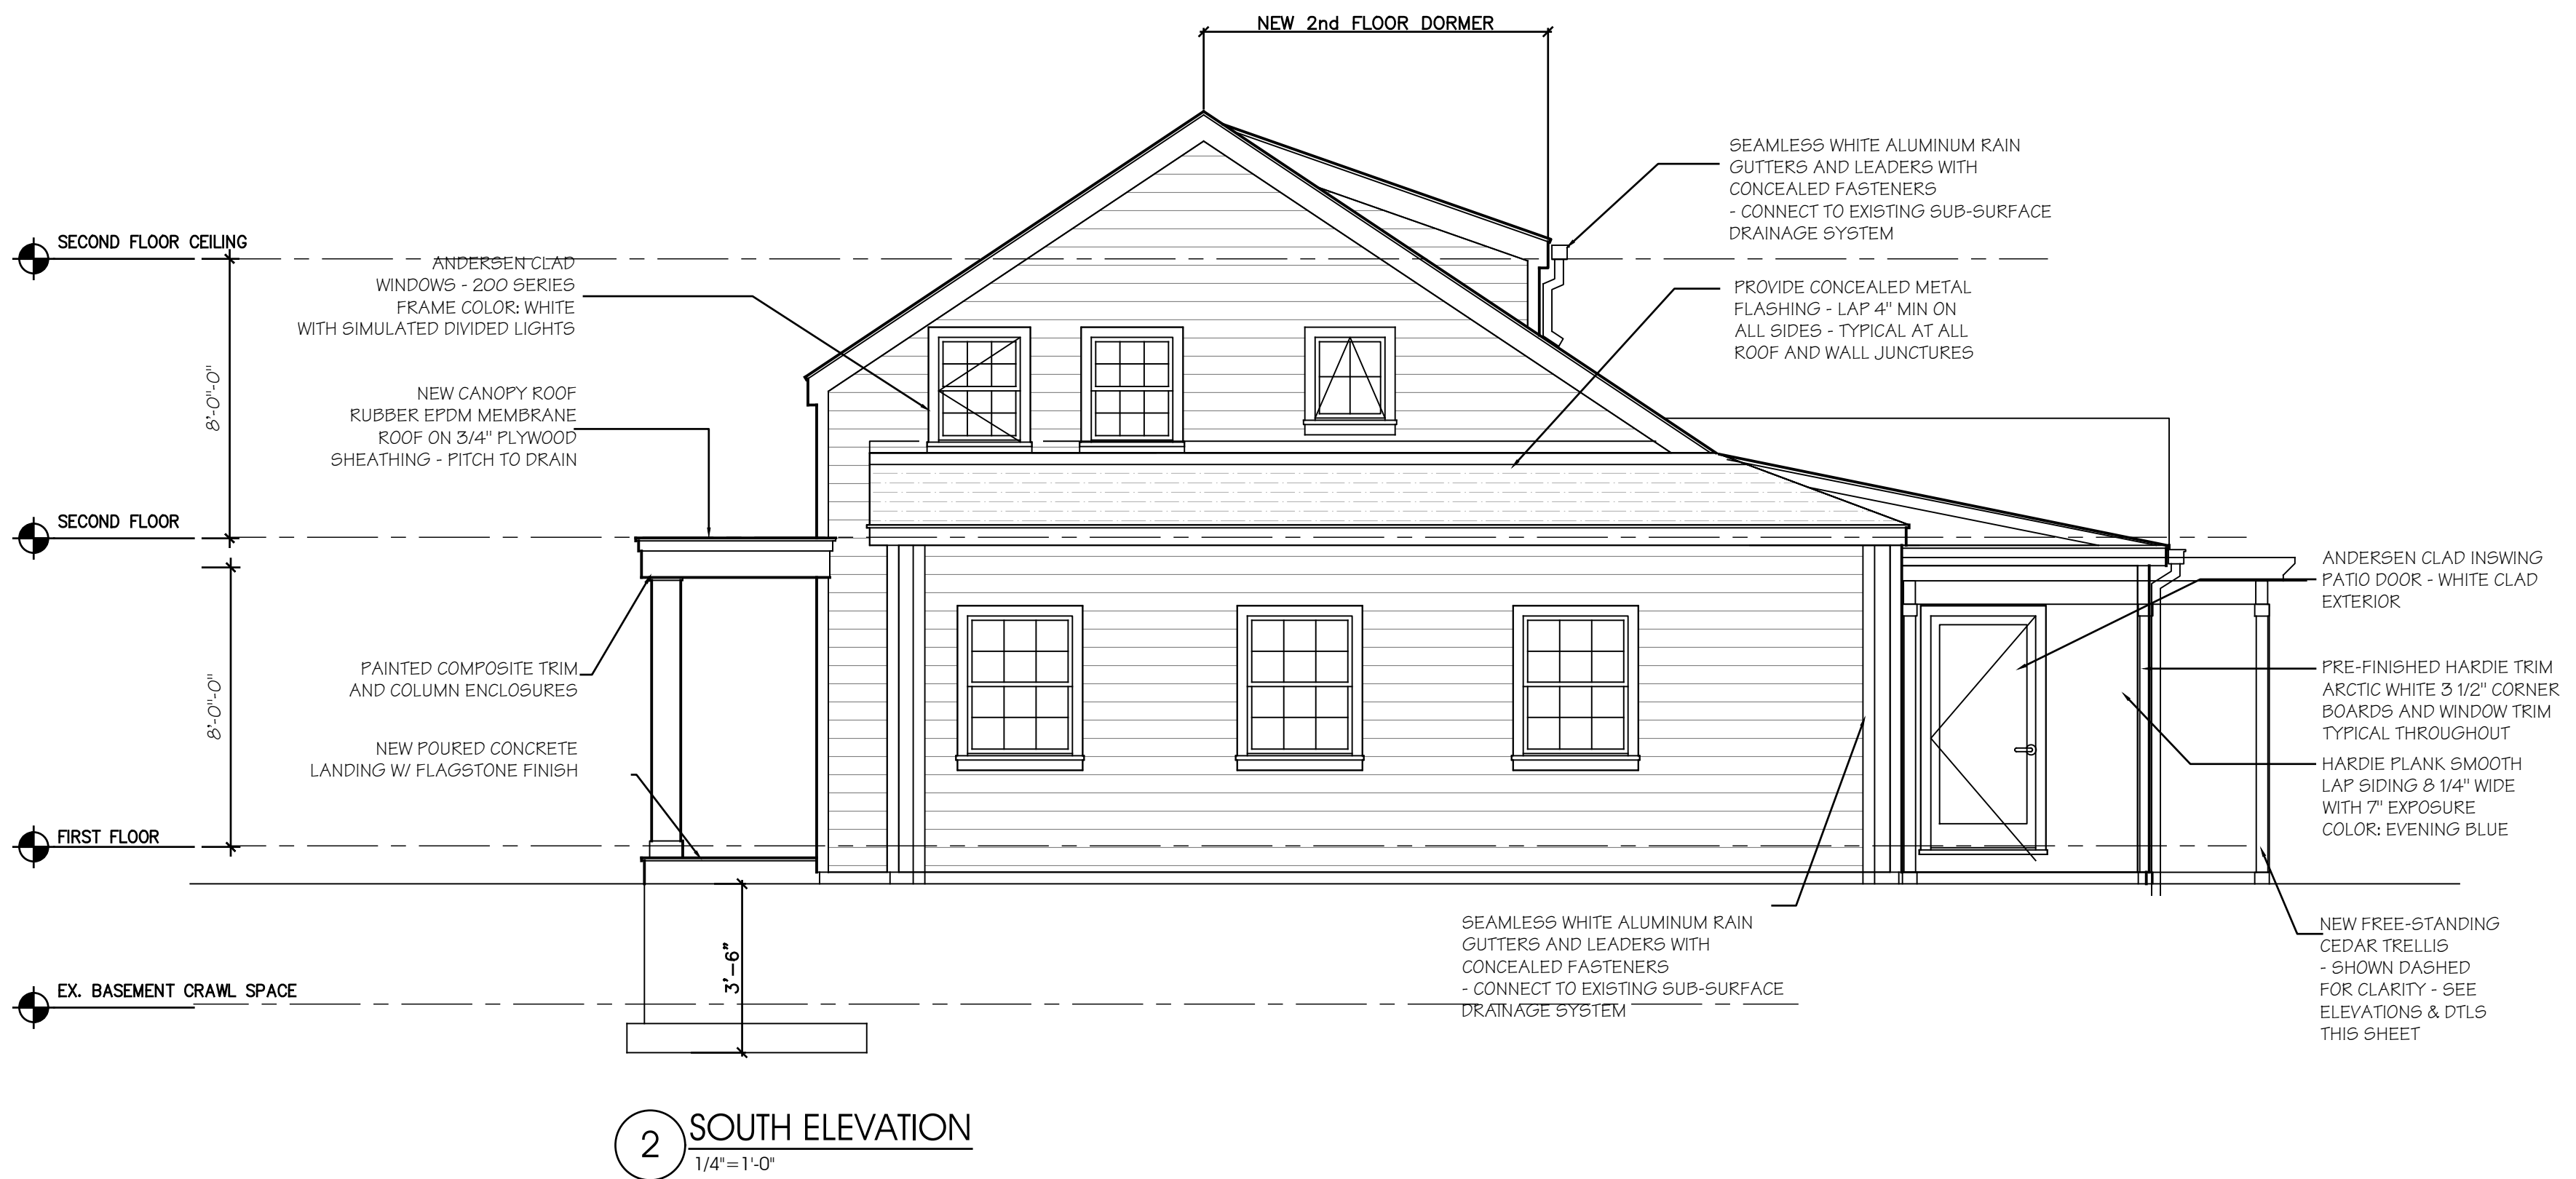 NEW 2nd FLOOR DORMER
SEAMLESS WHITE ALUMINUM RAIN
GUTTERS AND LEADERS WITH
CONCEALED FASTENERS
- CONNECT TO EXISTING SUB-SURFACE
DRAINAGE SYSTEM
SECOND FLOOR CEILING
ANDERSEN CLAD
WINDOWS - 200 SERIES
FRAME COLOR: WHITE
WITH SIMULATED DIVIDED LIGHTS
PROVIDE CONCEALED METAL
FLASHING - LAP 4" MIN ON
ALL SIDES - TYPICAL AT ALL
ROOF AND WALL JUNCTURES
8'-0"
NEW CANOPY ROOF
RUBBER EPDM MEMBRANE
ROOF ON 3/4" PLYWOOD
SHEATHING - PITCH TO DRAIN
SECOND FLOOR
ANDERSEN CLAD INSWING
PATIO DOOR - WHITE CLAD
EXTERIOR
8'-0"
PAINTED COMPOSITE TRIM
AND COLUMN ENCLOSURES
PRE-FINISHED HARDIE TRIM
ARCTIC WHITE 3 1/2" CORNER
BOARDS AND WINDOW TRIM
TYPICAL THROUGHOUT
NEW POURED CONCRETE
LANDING W/ FLAGSTONE FINISH
HARDIE PLANK SMOOTH
LAP SIDING 8 1/4" WIDE
WITH 7" EXPOSURE
COLOR: EVENING BLUE
FIRST FLOOR
SEAMLESS WHITE ALUMINUM RAIN
GUTTERS AND LEADERS WITH
CONCEALED FASTENERS
- CONNECT TO EXISTING SUB-SURFACE
DRAINAGE SYSTEM
NEW FREE-STANDING
CEDAR TRELLIS
- SHOWN DASHED
FOR CLARITY - SEE
ELEVATIONS & DTLS
THIS SHEET
3'-6"
EX. BASEMENT CRAWL SPACE
2
SOUTH ELEVATION
1/4"=1'-0"